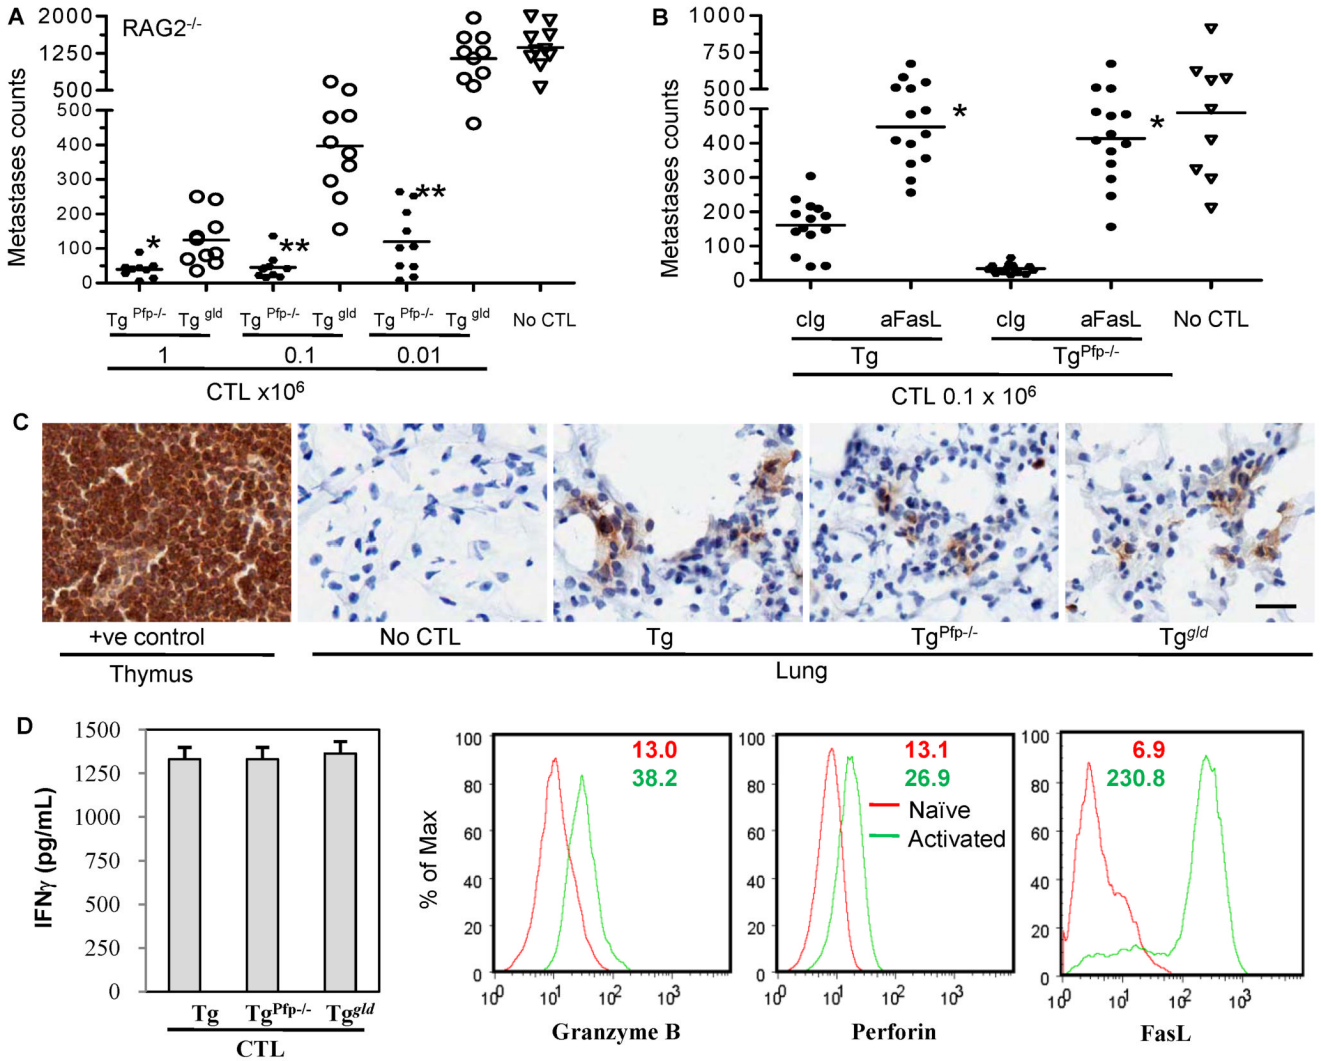 A
RAG2-/-
Metastases counts
2000
1250
500
500
400
300
200
100
0
*
**
**
Tg Pfp-/- Tg gld Tg Pfp-/- Tg gld Tg Pfp-/- Tg gld No CTL
1 0.1 0.01
CTL x10⁶
B
Metastases counts
1000
750
500
500
400
300
200
100
0
*
*
cIg aFasL cIg aFasL No CTL
Tg TgPfp-/-
CTL 0.1 x 10⁶
C
+ve control No CTL Tg TgPfp-/- Tggld
Thymus Lung
D
IFNγ (pg/mL)
1500
1250
1000
750
500
250
0
Tg TgPfp-/- Tggld
CTL
% of Max
100
80
60
40
20
0
13.0
38.2
10⁰ 10¹ 10² 10³
Granzyme B
100
80
60
40
20
0
13.1
26.9
Naïve
Activated
10⁰ 10¹ 10² 10³
Perforin
100
80
60
40
20
0
6.9
230.8
10⁰ 10¹ 10² 10³
FasL